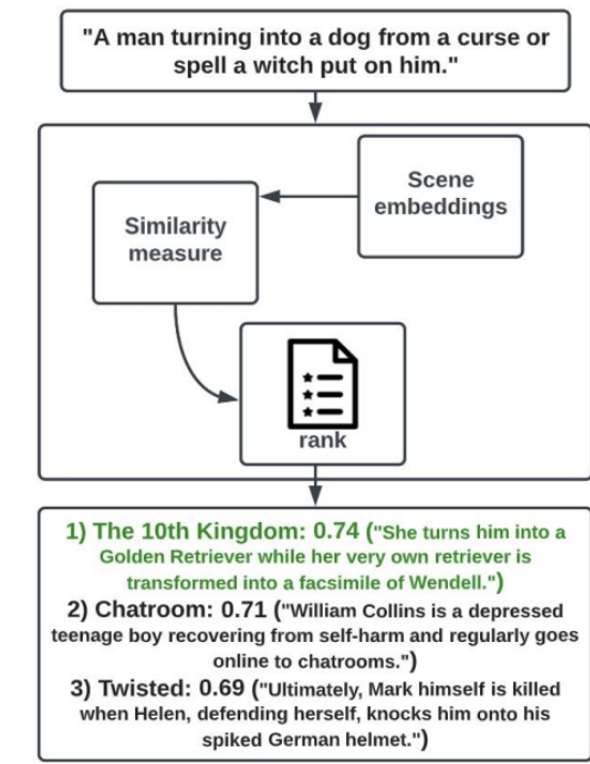 "A man turning into a dog from a curse or
spell a witch put on him."
Scene
embeddings
Similarity
measure
rank
1) The 10th Kingdom: 0.74 ("She turns him into a
Golden Retriever while her very own retriever is
transformed into a facsimile of Wendell.")
2) Chatroom: 0.71 ("William Collins is a depressed
teenage boy recovering from self-harm and regularly goes
online to chatrooms.")
3) Twisted: 0.69 ("Ultimately, Mark himself is killed
when Helen, defending herself, knocks him onto his
spiked German helmet.")